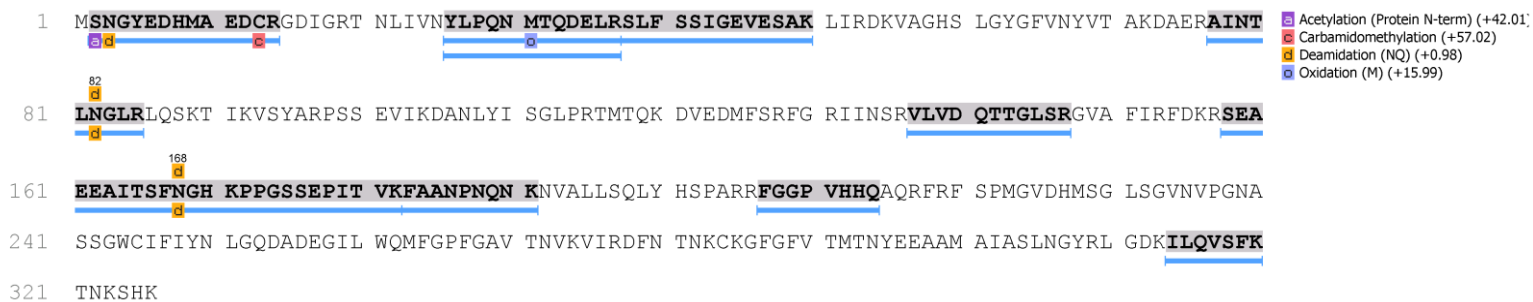 1 MSNGYEDHMA EDCRGDIGRT NLIVNYLPQN MTQDELRSLF SSIGEVESAK LIRDKVAGHS LGYGFVNYVT AKDAERAINT
a d c o
82
d
81 LNGLRLQSKT IKVSYARPSS EVIKDANLYI SGLPRTMTQK DVEDMFSRFG RIINSRVLVD QTTGLSRGVA FIRFDKRSEA
d
168
d
161 EEAITSFNGH KPPGSSEPIT VKFAANPNQN KNVALLSQLY HSPARRFGGP VHHQAQRFRF SPMGVDHMSG LSGVNVPGNA
d
241 SSGWCIFIYN LGQDADEGIL WQMFGPFGAV TNVKVIRDFN TNKCKGFGFV TMTNYEEAAM AIASLNGYRL GDKILQVSFK
321 TNKSHK
a Acetylation (Protein N-term) (+42.01)
c Carbamidomethylation (+57.02)
d Deamidation (NQ) (+0.98)
o Oxidation (M) (+15.99)